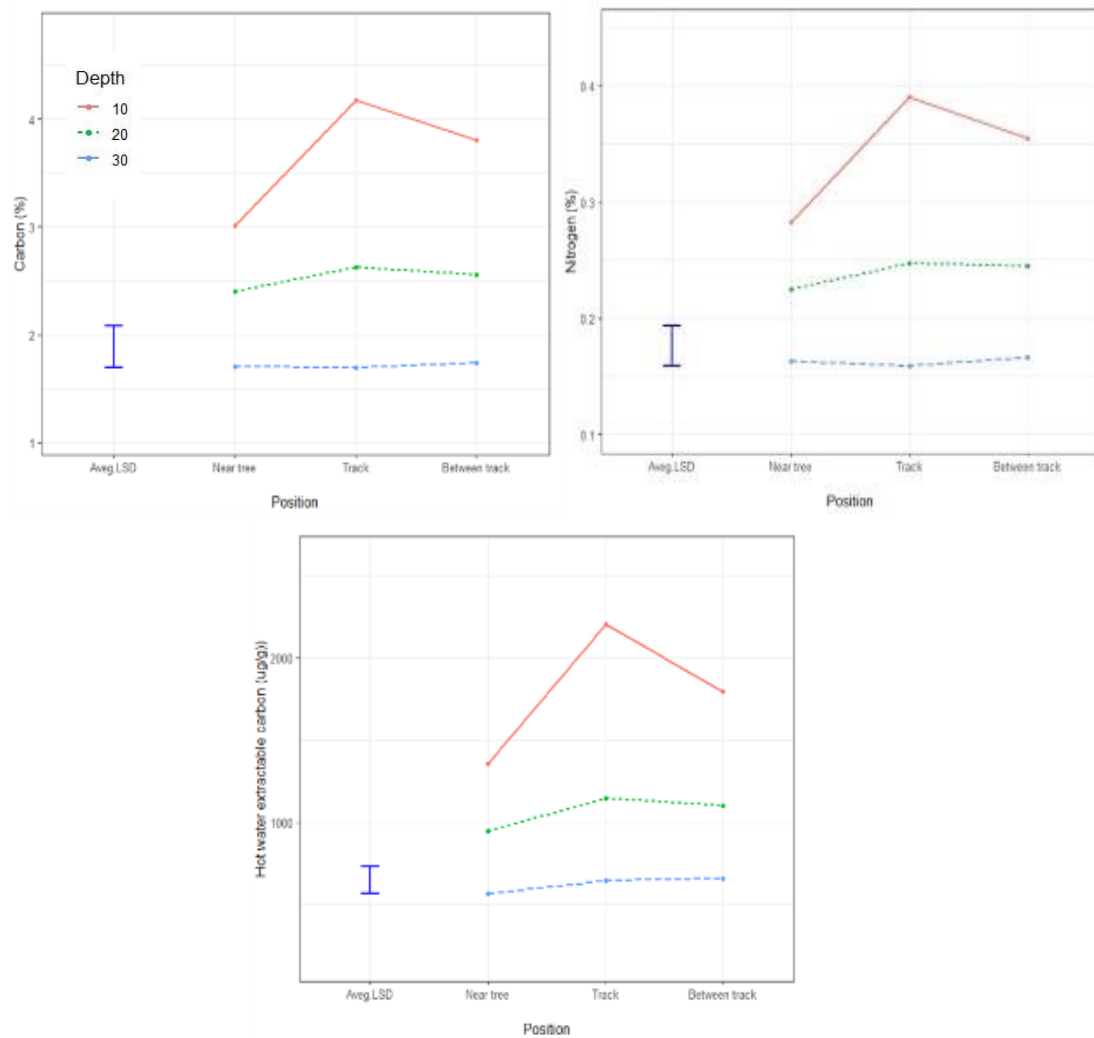 Depth
10
20
30
Carbon (%)
4
3
2
1
Aveg.LSD Near tree Track Between track
Position
Nitrogen (%)
0.4
0.3
0.2
0.1
Aveg.LSD Near tree Track Between track
Position
Hot water extractable carbon (ug/g))
2000
1000
Aveg.LSD Near tree Track Between track
Position